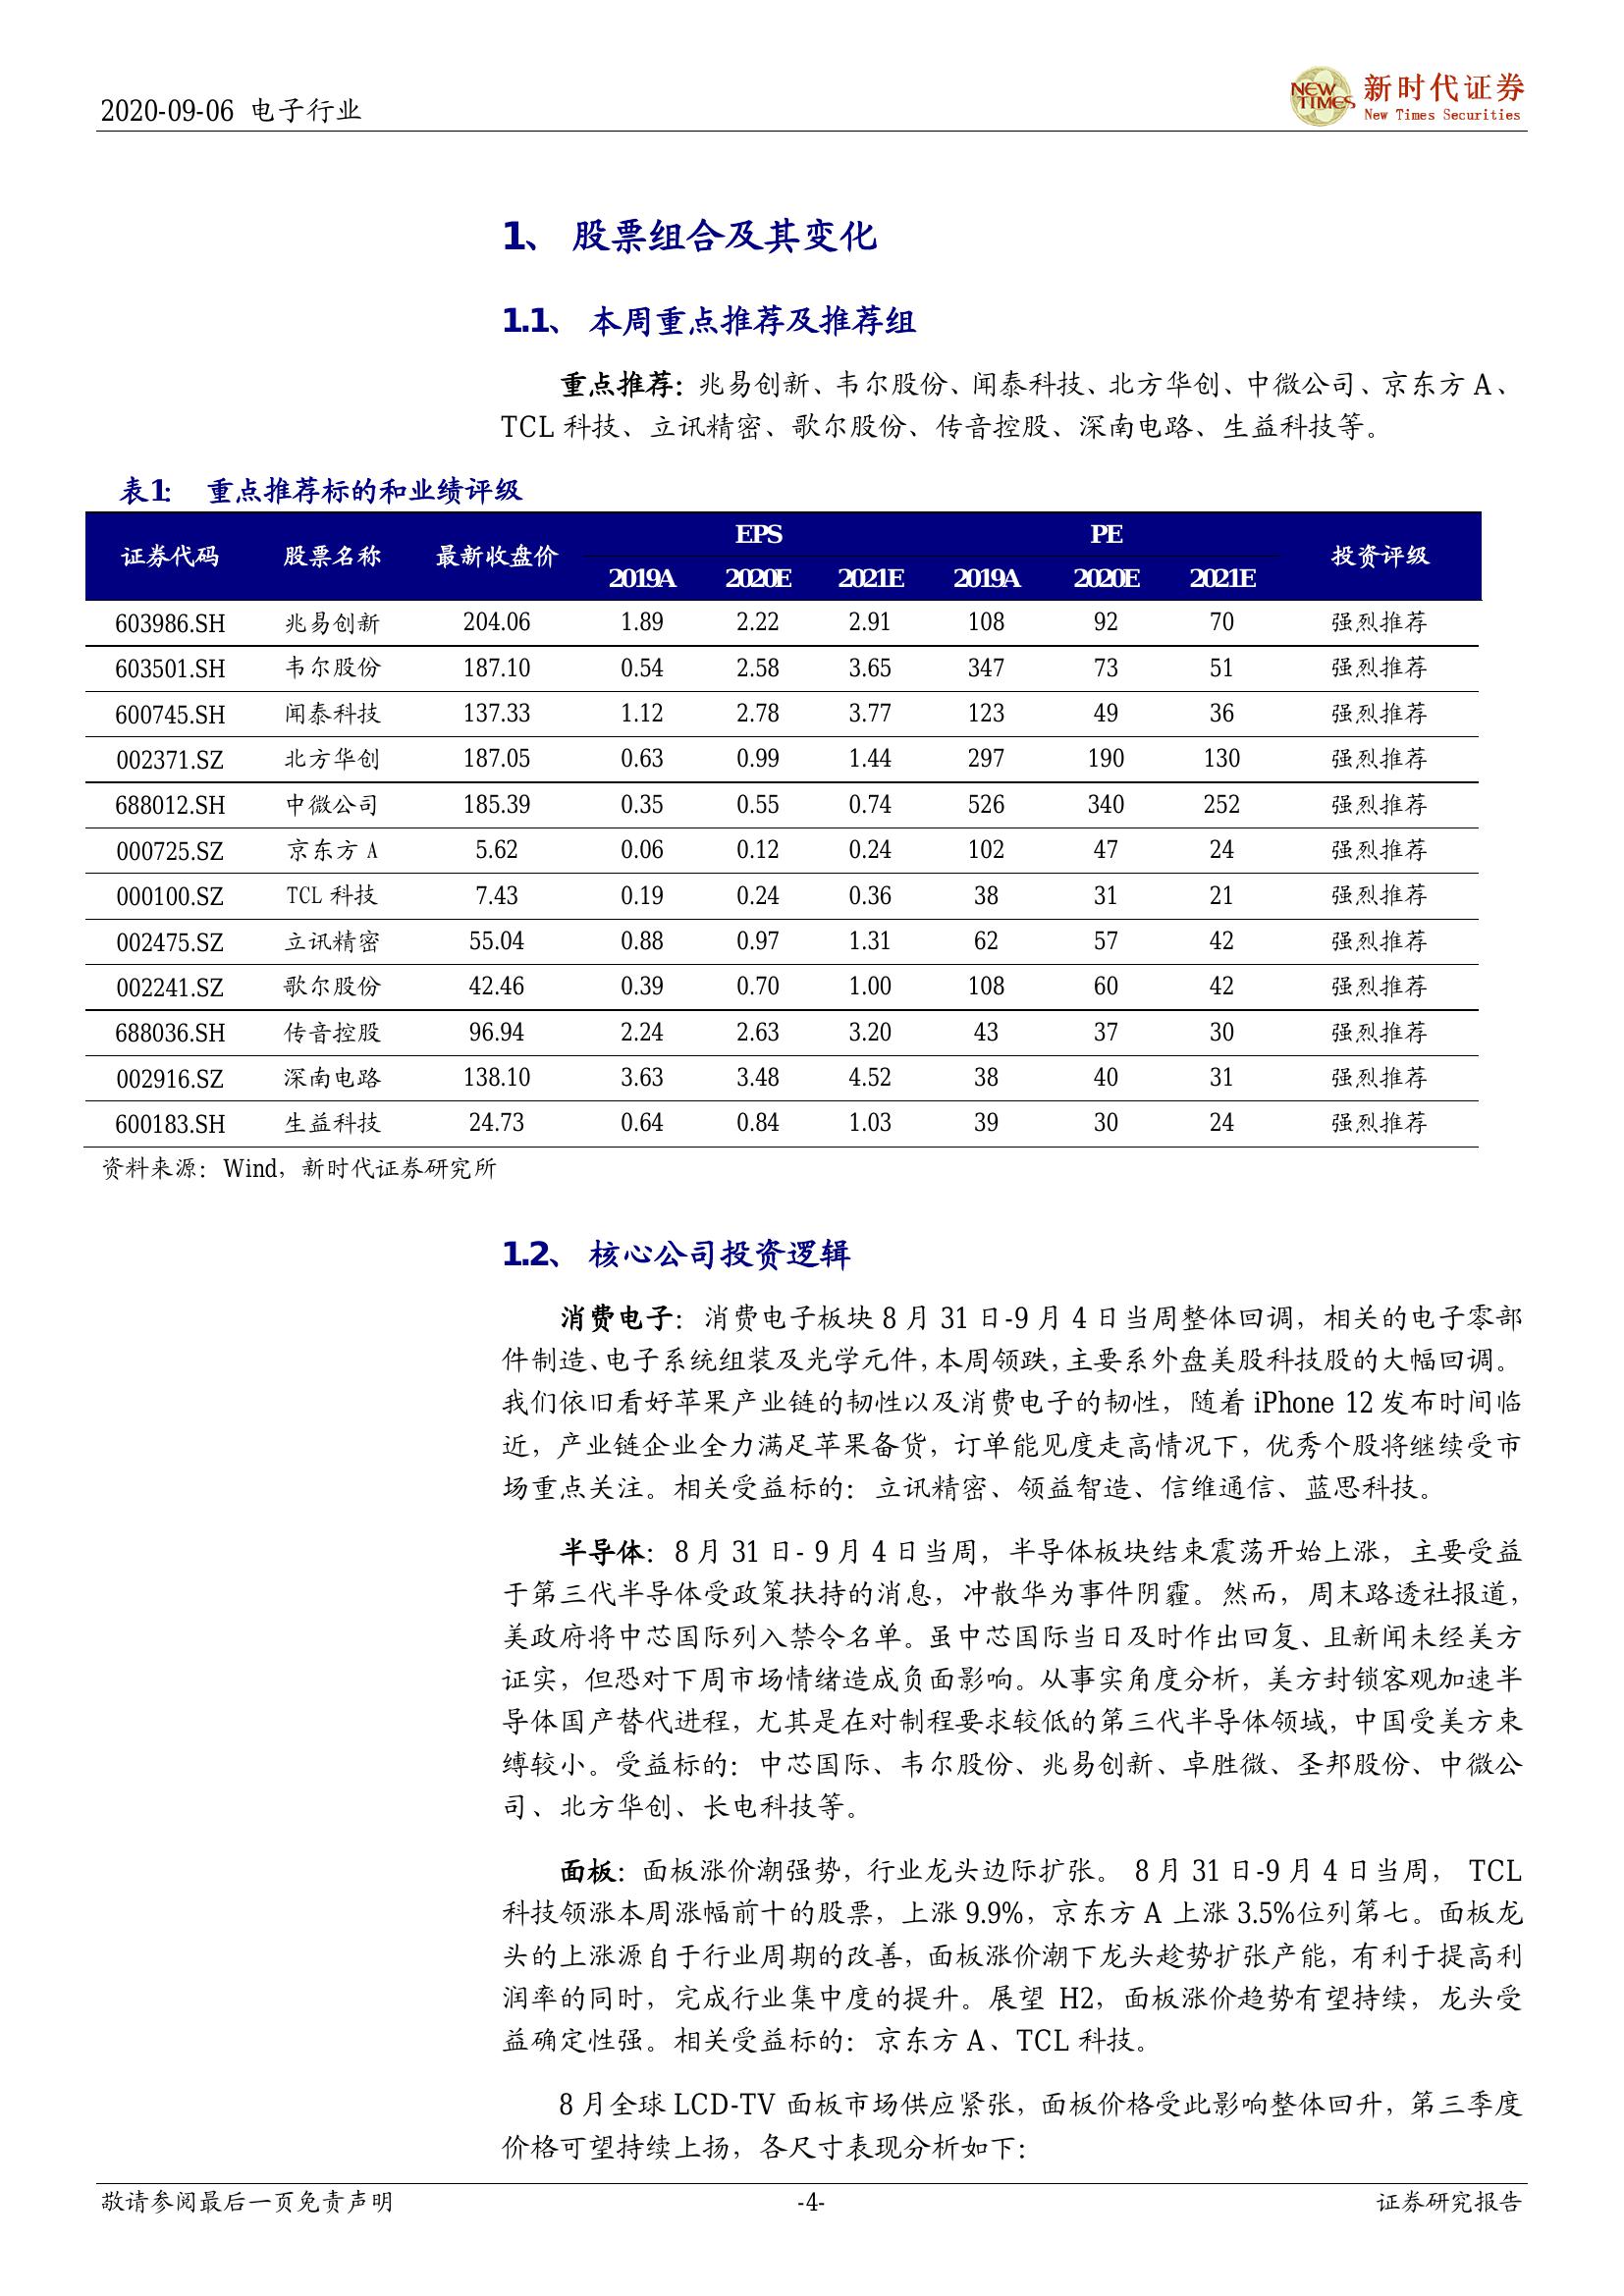 2020-09-06 电子行业
NEW TIMES 新时代证券
New Times Securities
1、 股票组合及其变化
1.1、 本周重点推荐及推荐组
重点推荐：兆易创新、韦尔股份、闻泰科技、北方华创、中微公司、京东方 A、
TCL 科技、立讯精密、歌尔股份、传音控股、深南电路、生益科技等。
表1： 重点推荐标的和业绩评级
证券代码 股票名称 最新收盘价 EPS PE 投资评级
2019A 2020E 2021E 2019A 2020E 2021E
603986.SH 兆易创新 204.06 1.89 2.22 2.91 108 92 70 强烈推荐
603501.SH 韦尔股份 187.10 0.54 2.58 3.65 347 73 51 强烈推荐
600745.SH 闻泰科技 137.33 1.12 2.78 3.77 123 49 36 强烈推荐
002371.SZ 北方华创 187.05 0.63 0.99 1.44 297 190 130 强烈推荐
688012.SH 中微公司 185.39 0.35 0.55 0.74 526 340 252 强烈推荐
000725.SZ 京东方 A 5.62 0.06 0.12 0.24 102 47 24 强烈推荐
000100.SZ TCL 科技 7.43 0.19 0.24 0.36 38 31 21 强烈推荐
002475.SZ 立讯精密 55.04 0.88 0.97 1.31 62 57 42 强烈推荐
002241.SZ 歌尔股份 42.46 0.39 0.70 1.00 108 60 42 强烈推荐
688036.SH 传音控股 96.94 2.24 2.63 3.20 43 37 30 强烈推荐
002916.SZ 深南电路 138.10 3.63 3.48 4.52 38 40 31 强烈推荐
600183.SH 生益科技 24.73 0.64 0.84 1.03 39 30 24 强烈推荐
资料来源：Wind，新时代证券研究所
1.2、 核心公司投资逻辑
消费电子：消费电子板块 8 月 31 日-9 月 4 日当周整体回调，相关的电子零部
件制造、电子系统组装及光学元件，本周领跌，主要系外盘美股科技股的大幅回调。
我们依旧看好苹果产业链的韧性以及消费电子的韧性，随着 iPhone 12 发布时间临
近，产业链企业全力满足苹果备货，订单能见度走高情况下，优秀个股将继续受市
场重点关注。相关受益标的：立讯精密、领益智造、信维通信、蓝思科技。
半导体：8 月 31 日- 9 月 4 日当周，半导体板块结束震荡开始上涨，主要受益
于第三代半导体受政策扶持的消息，冲散华为事件阴霾。然而，周末路透社报道，
美政府将中芯国际列入禁令名单。虽中芯国际当日及时作出回复、且新闻未经美方
证实，但恐对下周市场情绪造成负面影响。从事实角度分析，美方封锁客观加速半
导体国产替代进程，尤其是在对制程要求较低的第三代半导体领域，中国受美方束
缚较小。受益标的：中芯国际、韦尔股份、兆易创新、卓胜微、圣邦股份、中微公
司、北方华创、长电科技等。
面板：面板涨价潮强势，行业龙头边际扩张。 8 月 31 日-9 月 4 日当周， TCL
科技领涨本周涨幅前十的股票，上涨 9.9%，京东方 A 上涨 3.5%位列第七。面板龙
头的上涨源自于行业周期的改善，面板涨价潮下龙头趁势扩张产能，有利于提高利
润率的同时，完成行业集中度的提升。展望 H2，面板涨价趋势有望持续，龙头受
益确定性强。相关受益标的：京东方 A、TCL 科技。
8 月全球 LCD-TV 面板市场供应紧张，面板价格受此影响整体回升，第三季度
价格可望持续上扬，各尺寸表现分析如下：
敬请参阅最后一页免责声明 -4- 证券研究报告